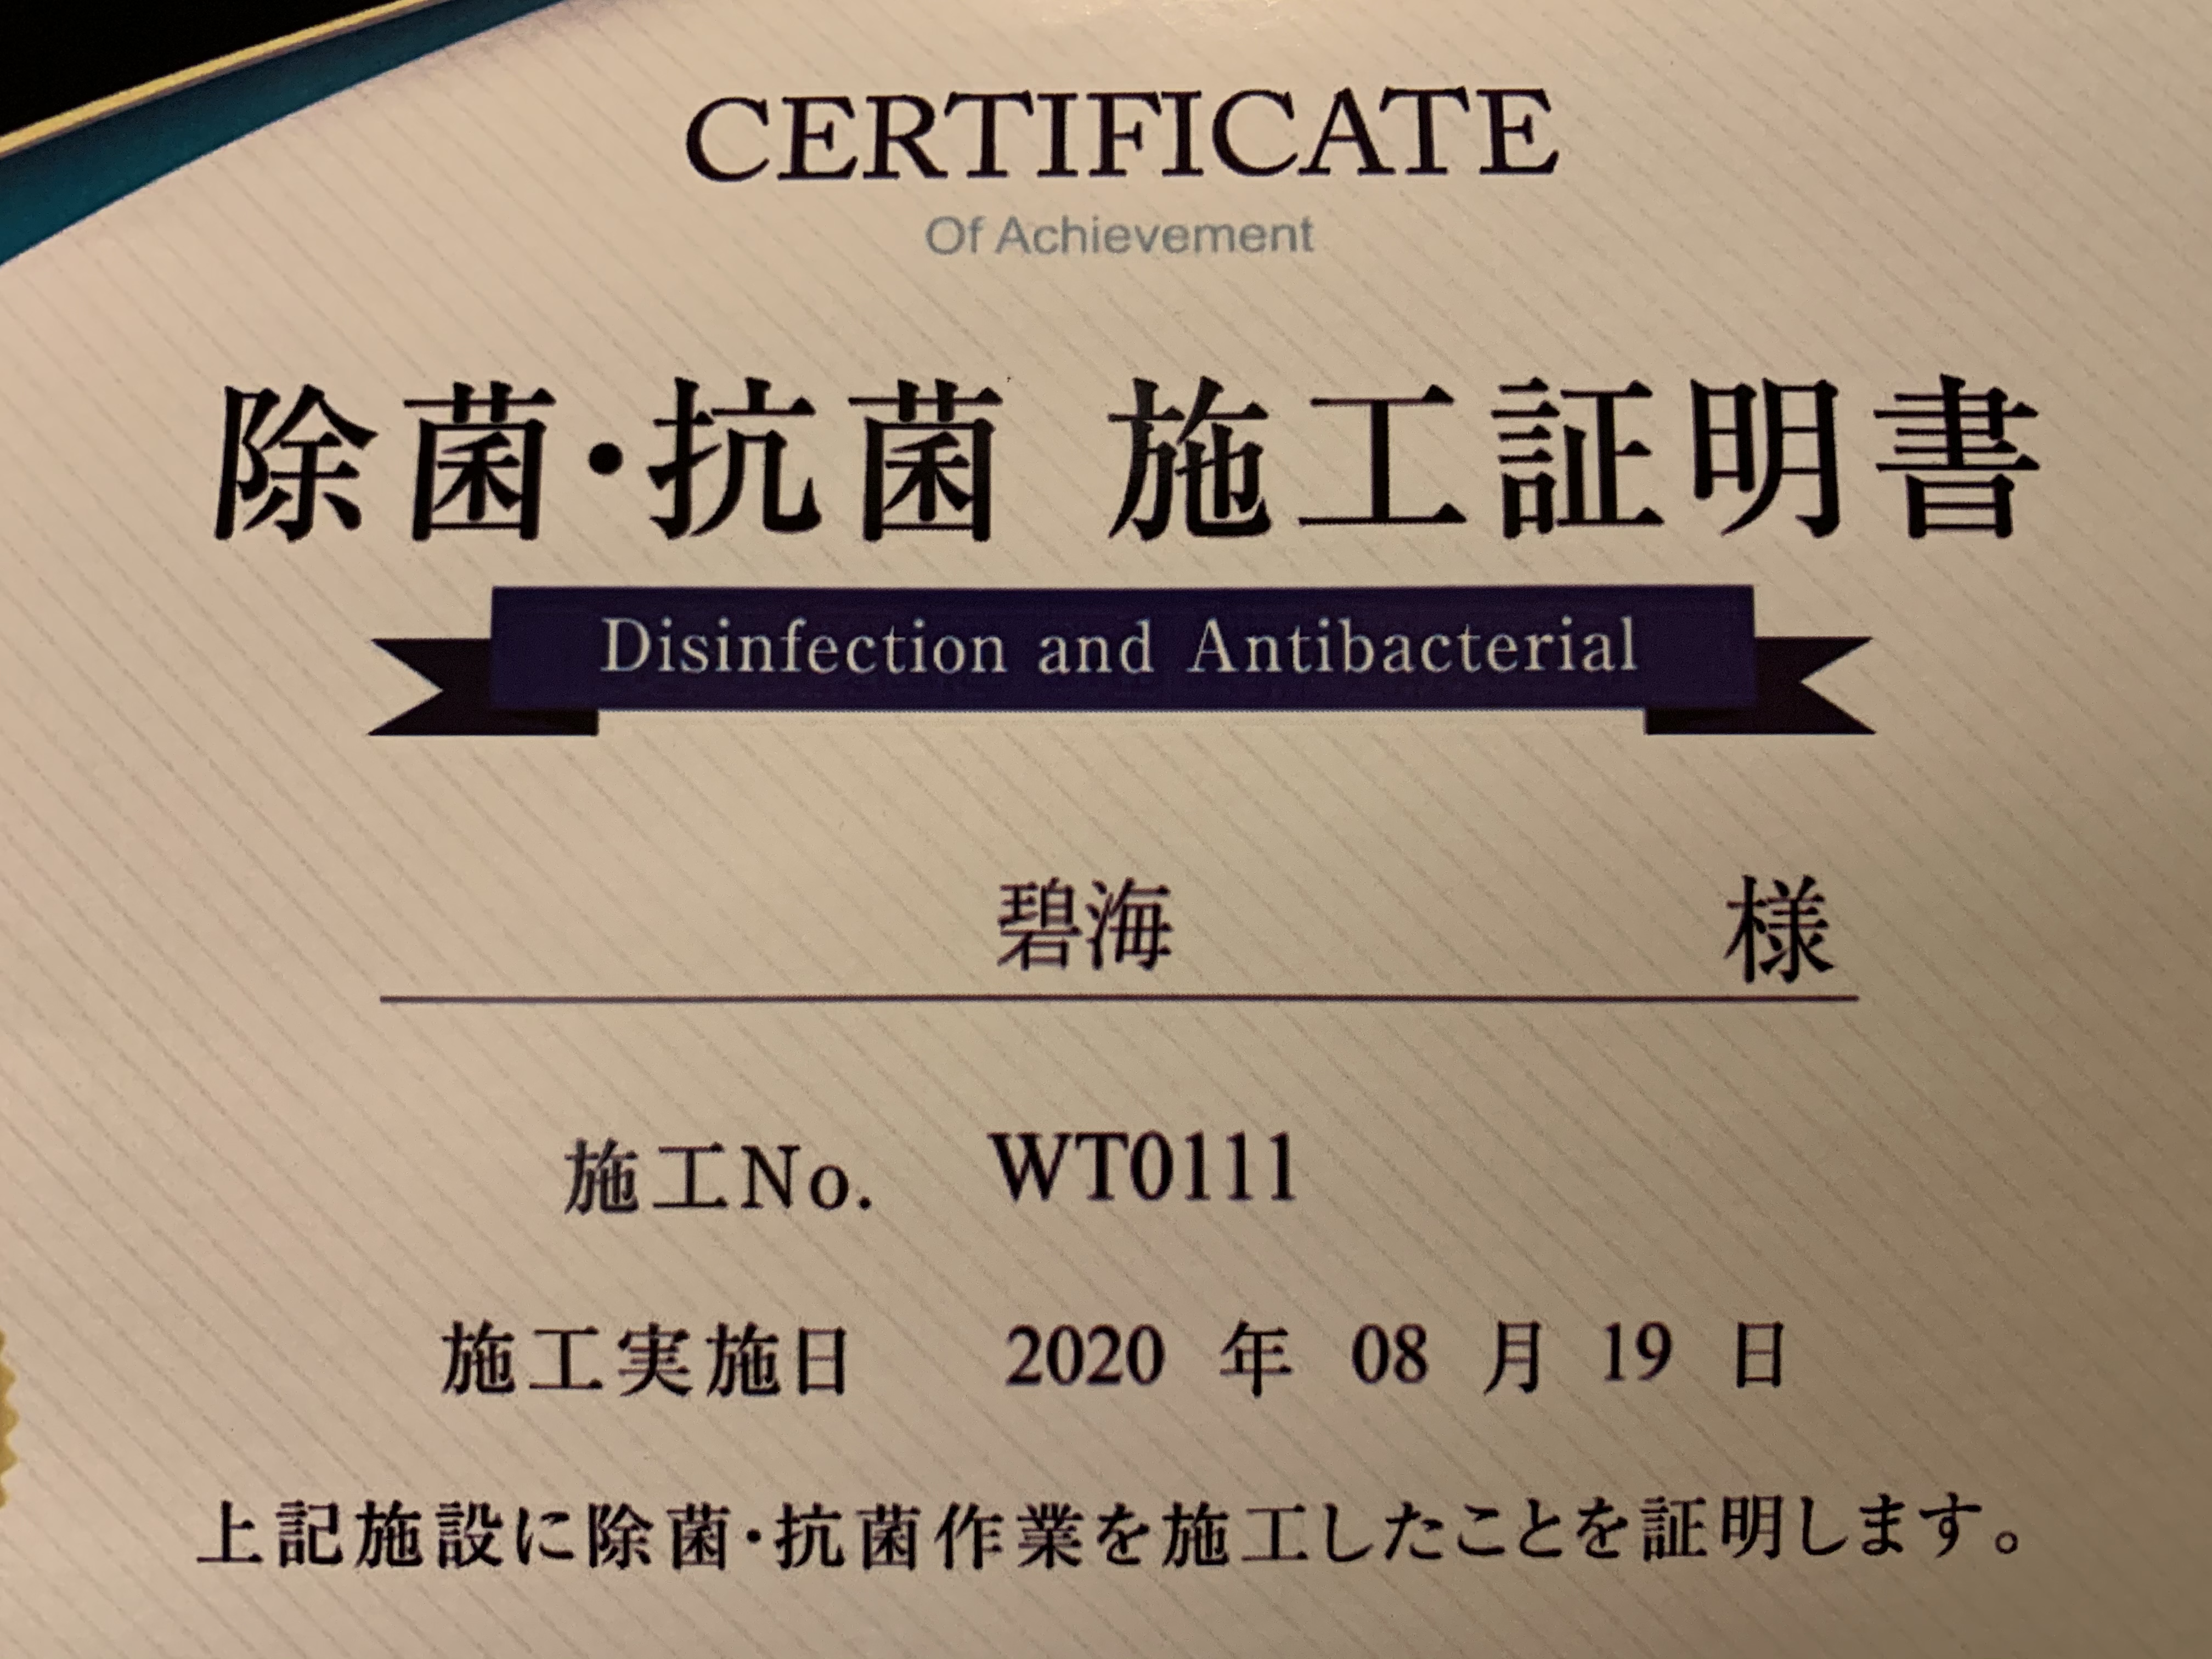 CERTIFICATE
Of Achievement
除菌・抗菌 施工証明書
Disinfection and Antibacterial
碧海 様
施工No. WT0111
施工実施日 2020 年 08 月 19 日
上記施設に除菌・抗菌作業を施工したことを証明します。